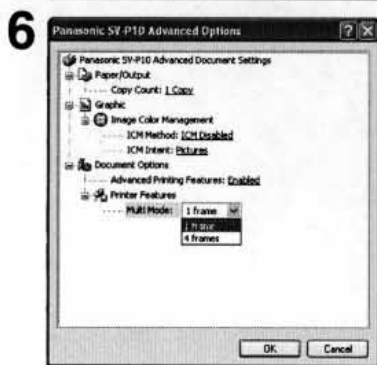 6
Panasonic SV-P10 Advanced Options
Panasonic SV-P10 Advanced Document Settings
Paper/Output
Copy Count: 1 Copy
Graphic
Image Color Management
ICM Method: ICM Disabled
ICM Intent: Pictures
Document Options
Advanced Printing Features: Enabled
Printer Features
Multi Mode: 1 frame
1 frame
4 frames
OK Cancel